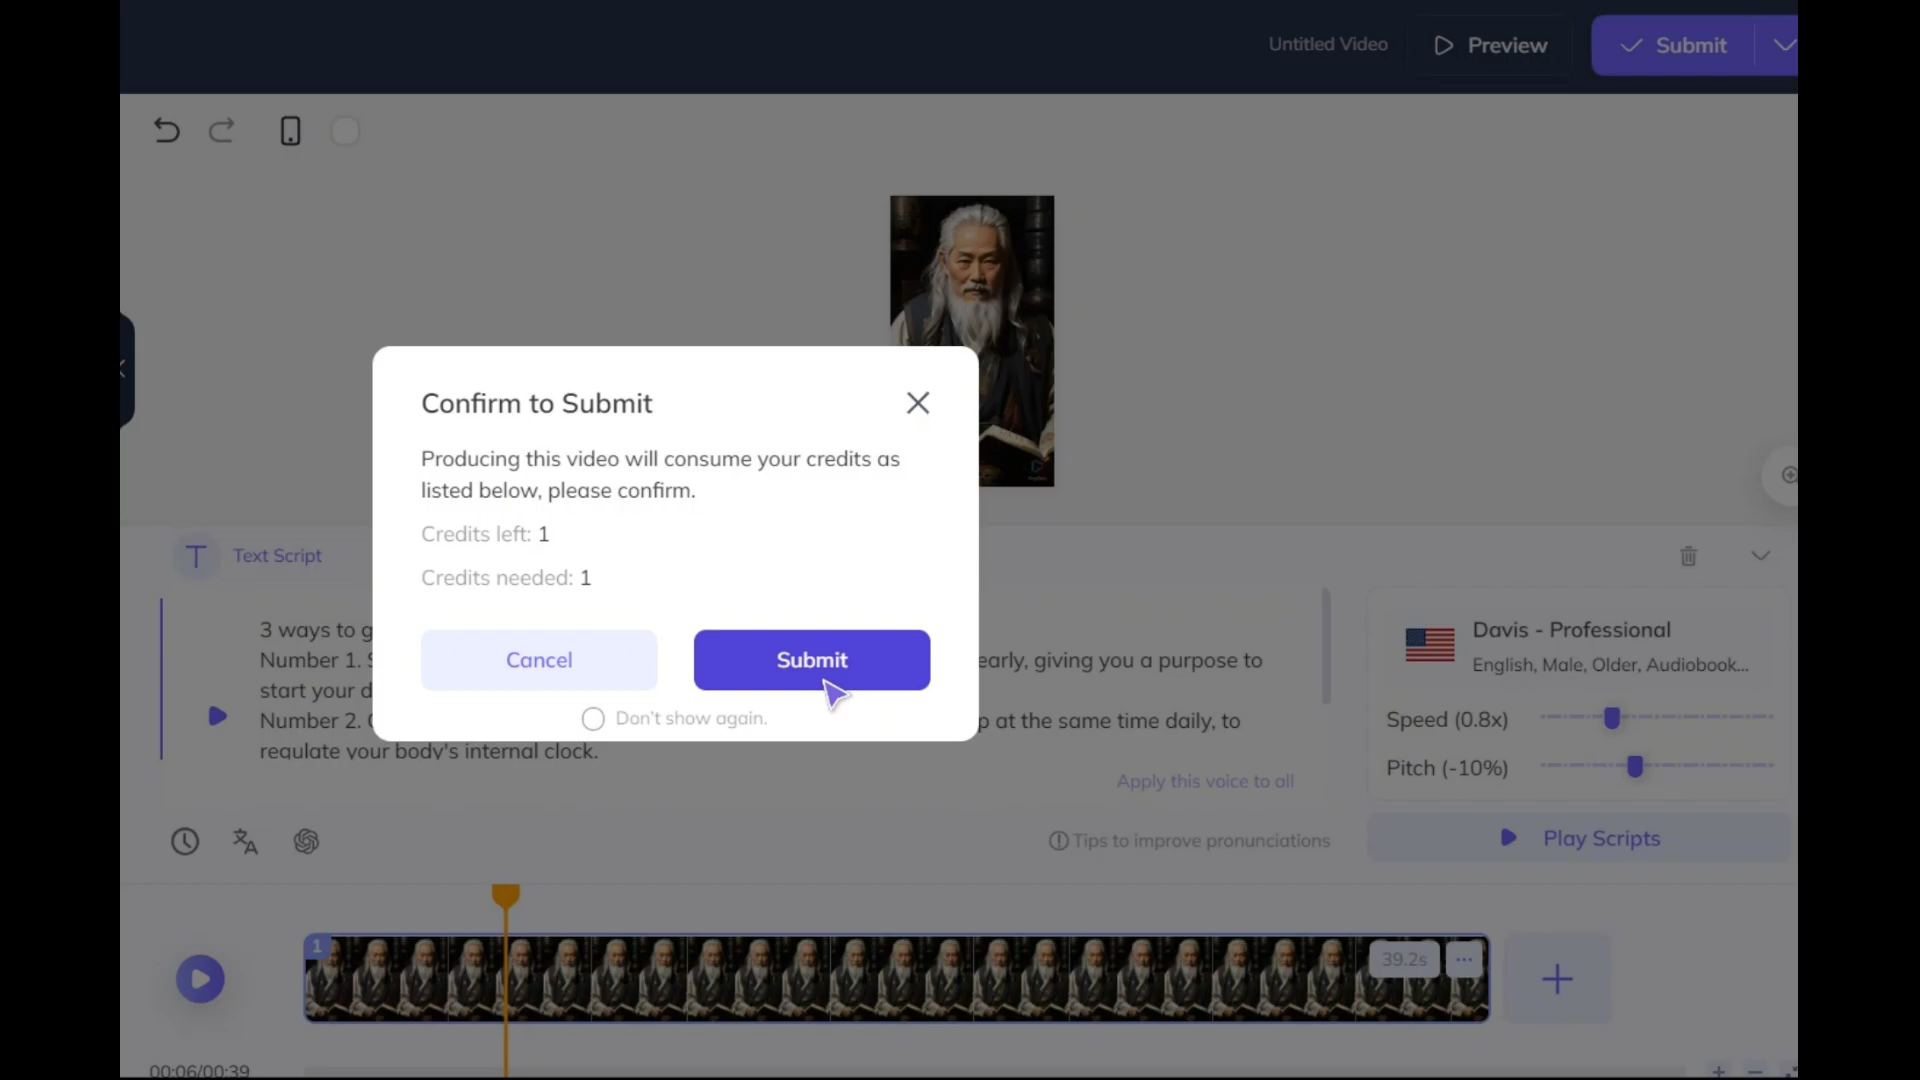 Untitled Video
Preview
Submit
Confirm to Submit
Producing this video will consume your credits as
listed below, please confirm.
Credits left: 1
Credits needed: 1
Cancel
Submit
Don't show again.
Text Script
3 ways to g
Number 1. S early, giving you a purpose to
start your d
Number 2. C p at the same time daily, to
regulate your body's internal clock.
Apply this voice to all
Tips to improve pronunciations
Davis - Professional
English, Male, Older, Audiobook...
Speed (0.8x)
Pitch (-10%)
Play Scripts
1
39.2s
00:06/00:39